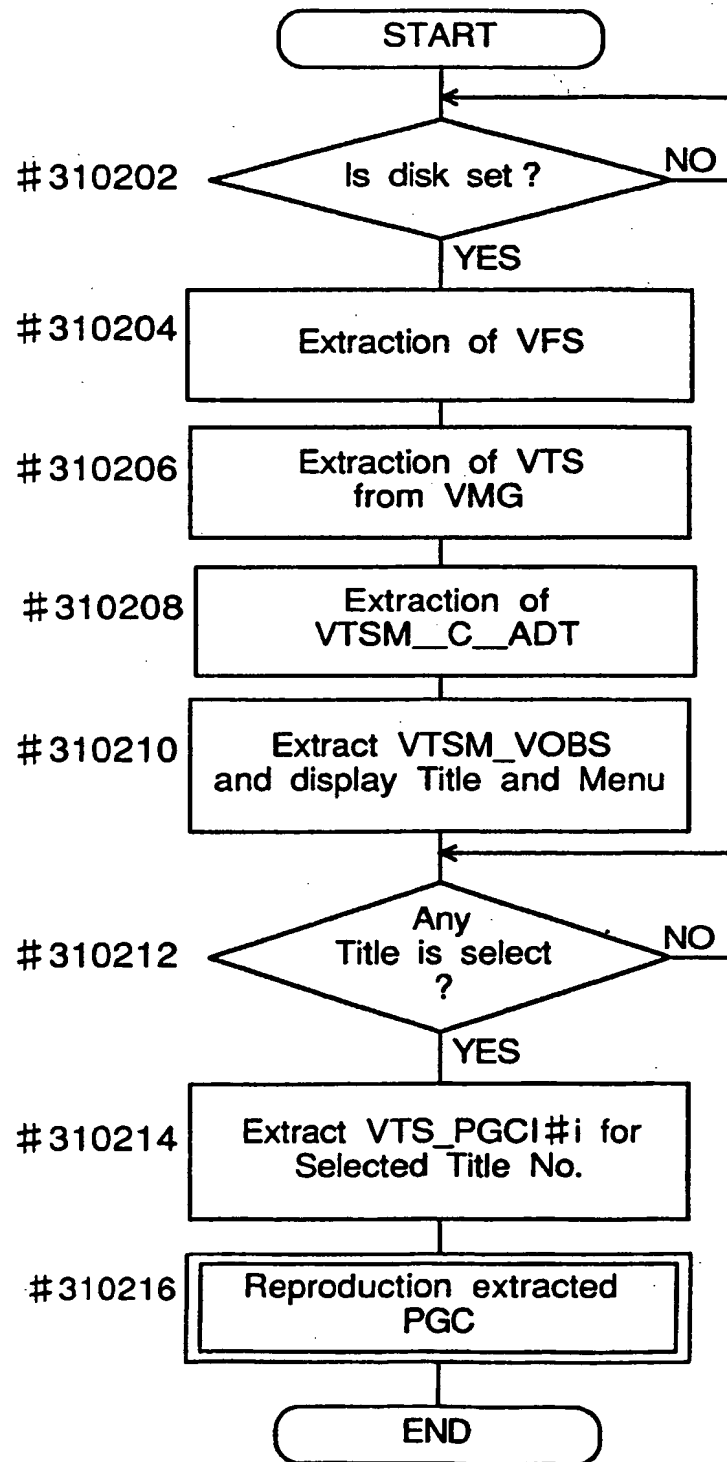 START
#310202
Is disk set ?
NO
YES
#310204
Extraction of VFS
#310206
Extraction of VTS
from VMG
#310208
Extraction of
VTSM__C__ADT
#310210
Extract VTSM_VOBS
and display Title and Menu
#310212
Any
Title is select
?
NO
YES
#310214
Extract VTS_PGCI#i for
Selected Title No.
#310216
Reproduction extracted
PGC
END